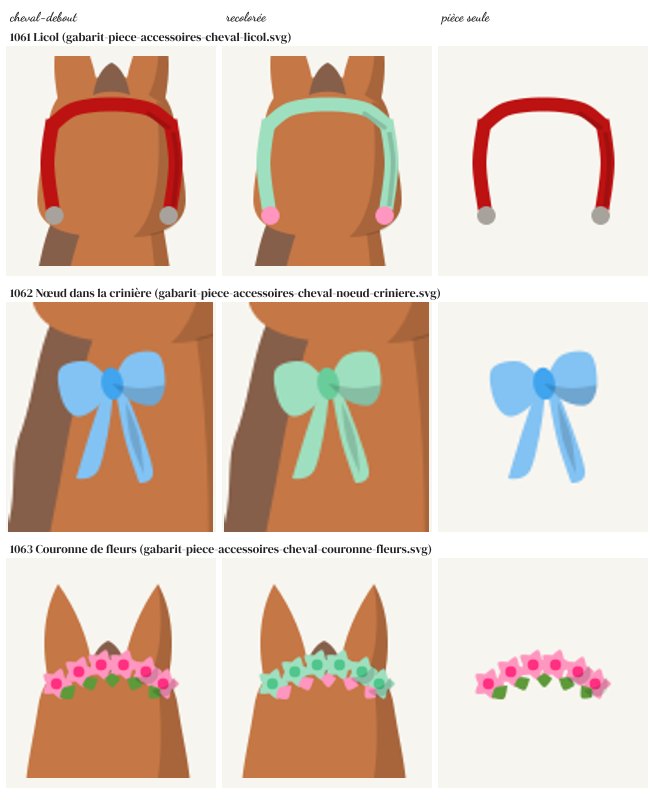 cheval-debout recolorée pièce seule
1061 Licol (gabarit-piece-accessoires-cheval-licol.svg)
1062 Nœud dans la crinière (gabarit-piece-accessoires-cheval-noeud-criniere.svg)
1063 Couronne de fleurs (gabarit-piece-accessoires-cheval-couronne-fleurs.svg)